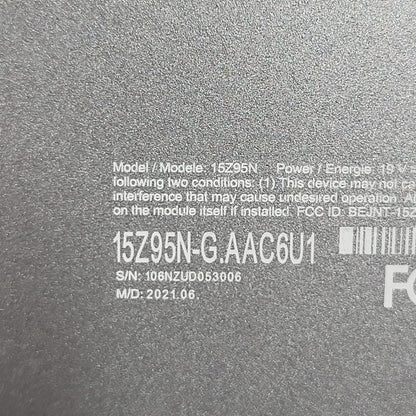 Model / Modele: 15Z95N Power / Energie: 19 V
following two conditions: (1) This device may not ca
interference that may cause undesired operation. A
on the module itself if installed. FCC ID: BEJNT-15Z
15Z95N-G.AAC6U1
S/N: 106NZUD053006
M/D: 2021.06.
FC